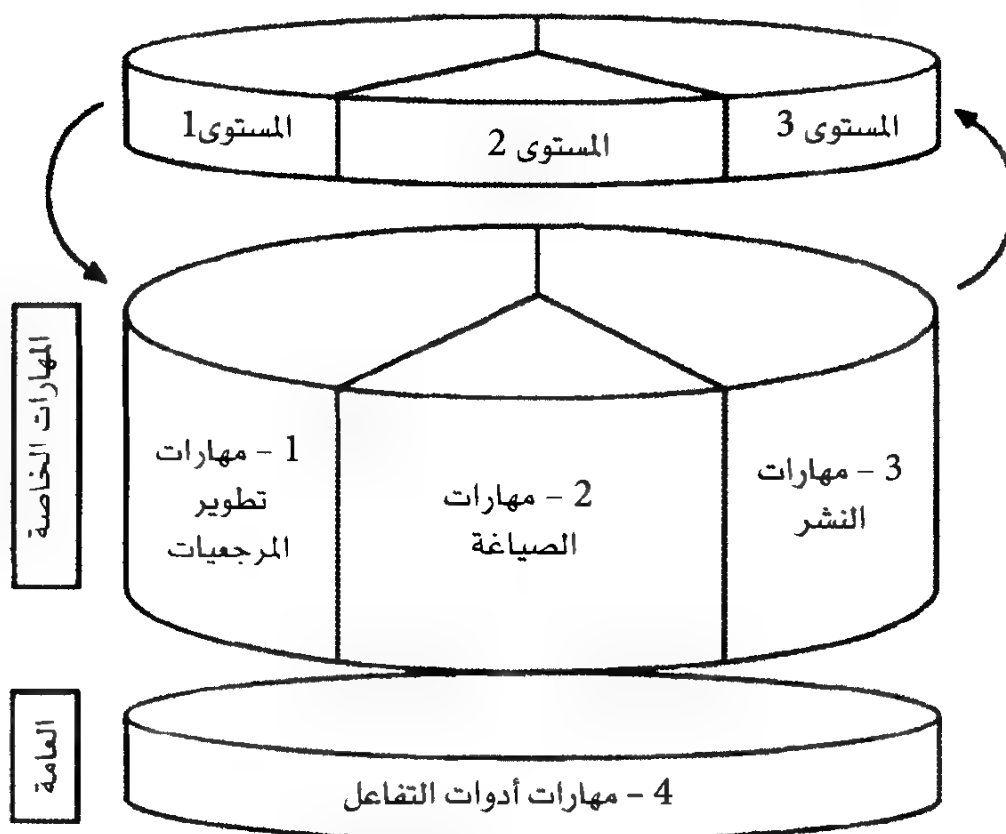 المستوى 3
المستوى 2
المستوى1
المهارات الخاصة
3 – مهارات
النشر
2 – مهارات
الصياغة
1 – مهارات
تطوير
المرجعيات
العامة
4 – مهارات أدوات التفاعل